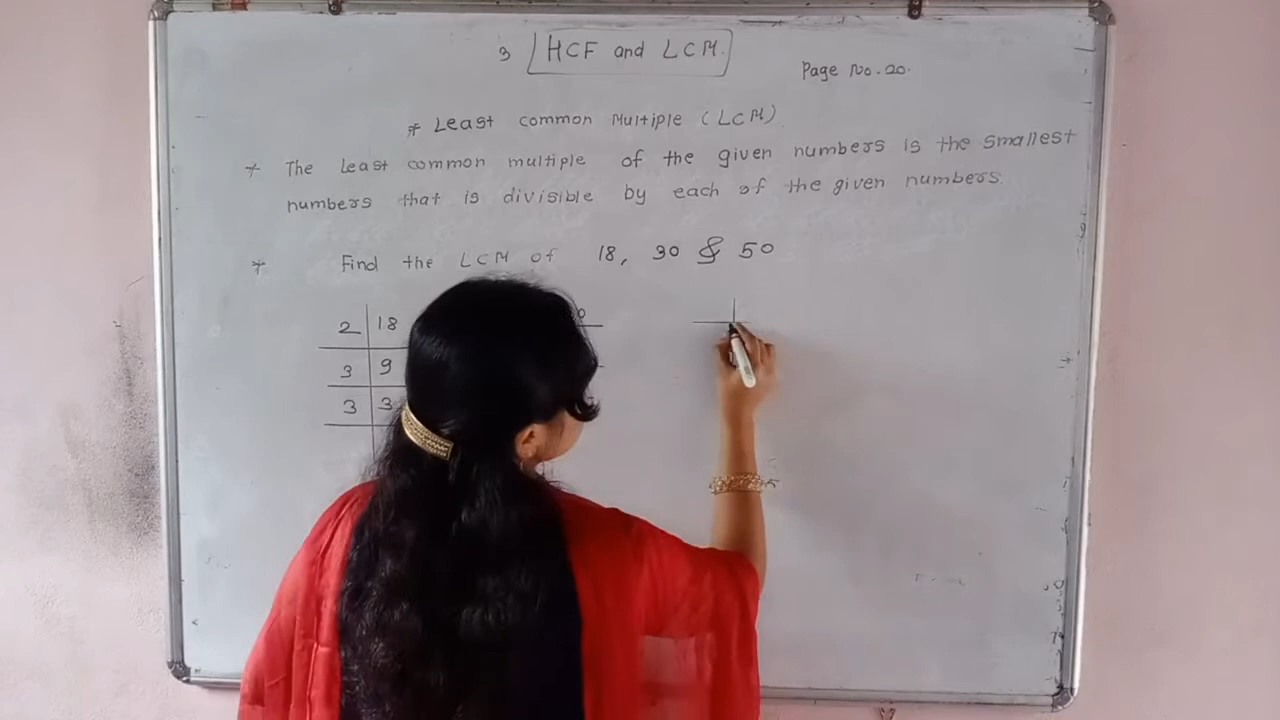 3 HCF and LCM.
Page No. 20.
* Least common Multiple (LCM)
* The Least common multiple of the given numbers is the smallest
numbers that is divisible by each of the given numbers.
* Find the LCM of 18, 30 & 50
2 18
3 9
3 3